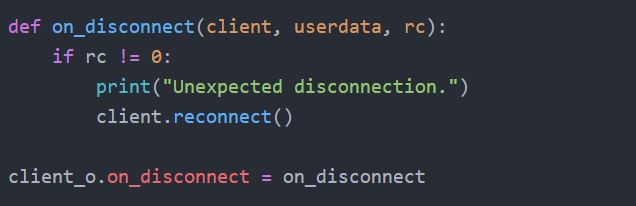 def on_disconnect(client, userdata, rc):
    if rc != 0:
        print("Unexpected disconnection.")
        client.reconnect()

client_o.on_disconnect = on_disconnect